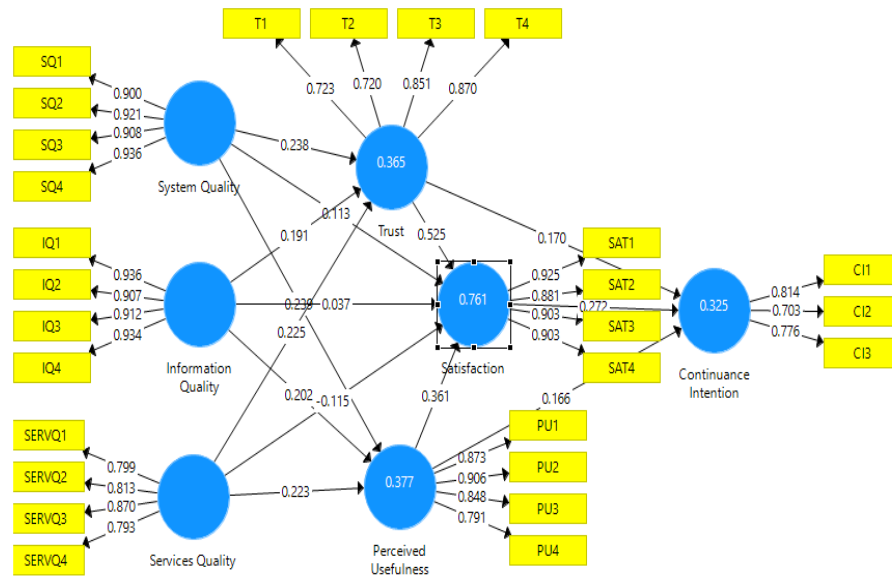 T1
T2
T3
T4
0.723
0.720
0.851
0.870
SQ1
SQ2
SQ3
SQ4
0.900
0.921
0.908
0.936
System Quality
0.238
0.113
0.365
Trust
0.191
0.525
0.170
IQ1
IQ2
IQ3
IQ4
0.936
0.907
0.912
0.934
Information
Quality
0.239
0.037
0.225
0.202
-0.115
0.761
Satisfaction
0.925
0.881
0.903
0.903
SAT1
SAT2
SAT3
SAT4
0.272
0.325
Continuance
Intention
0.814
0.703
0.776
CI1
CI2
CI3
0.361
0.166
SERVQ1
SERVQ2
SERVQ3
SERVQ4
0.799
0.813
0.870
0.793
Services Quality
0.223
0.377
Perceived
Usefulness
0.873
0.906
0.848
0.791
PU1
PU2
PU3
PU4